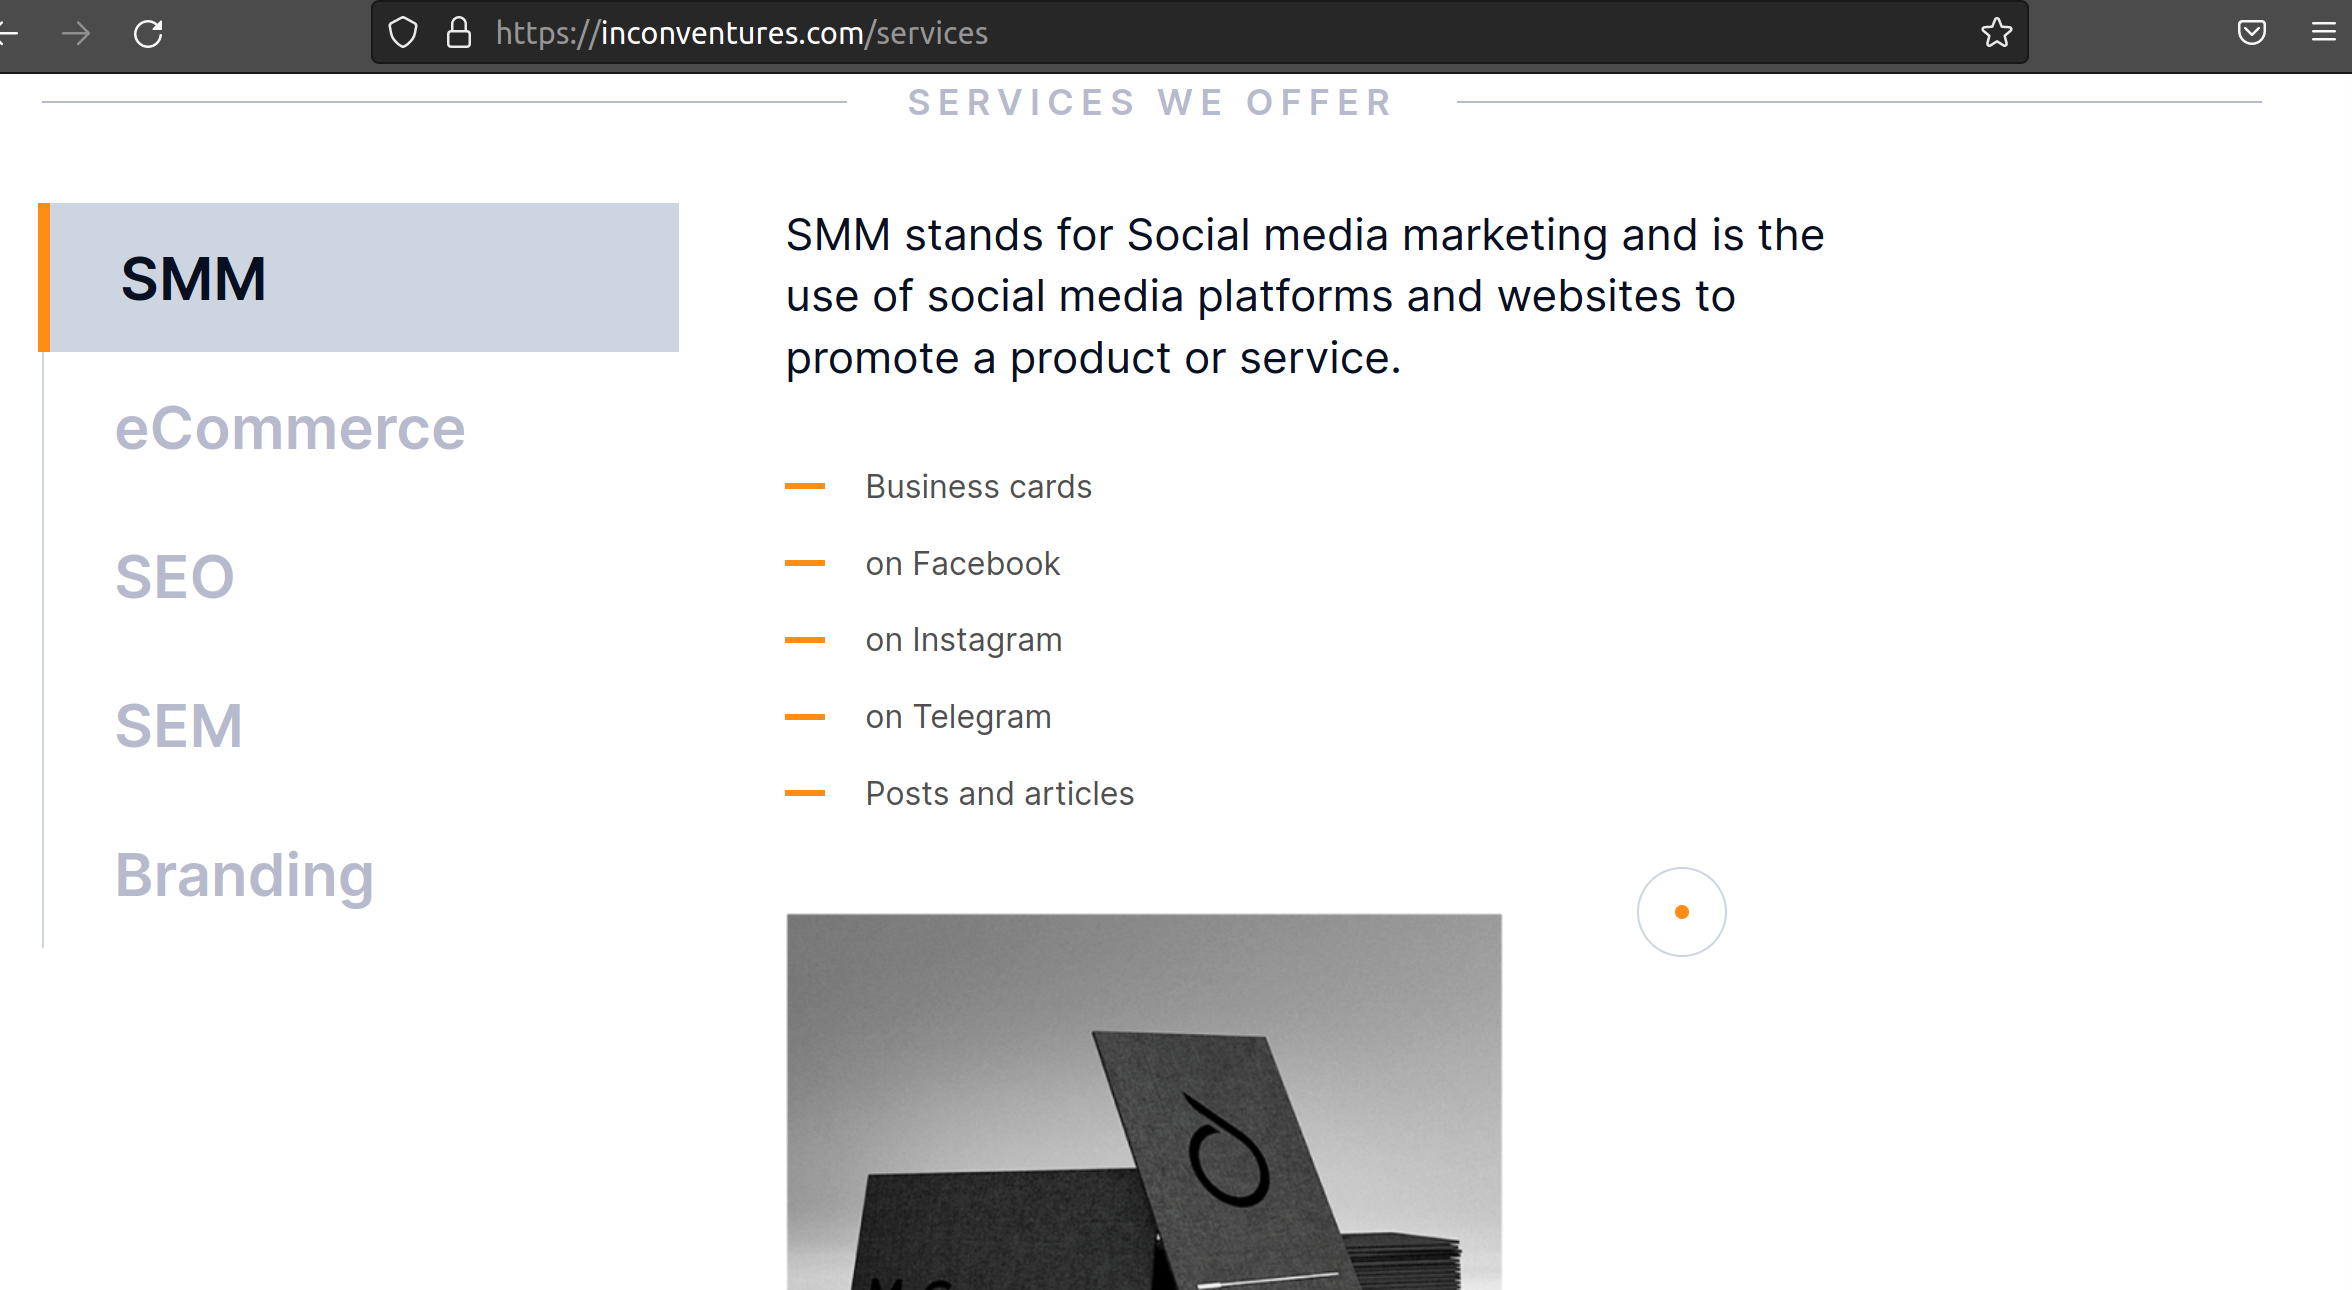 https://inconventures.com/services
SERVICES WE OFFER
SMM
eCommerce
SEO
SEM
Branding
SMM stands for Social media marketing and is the
use of social media platforms and websites to
promote a product or service.
Business cards
on Facebook
on Instagram
on Telegram
Posts and articles